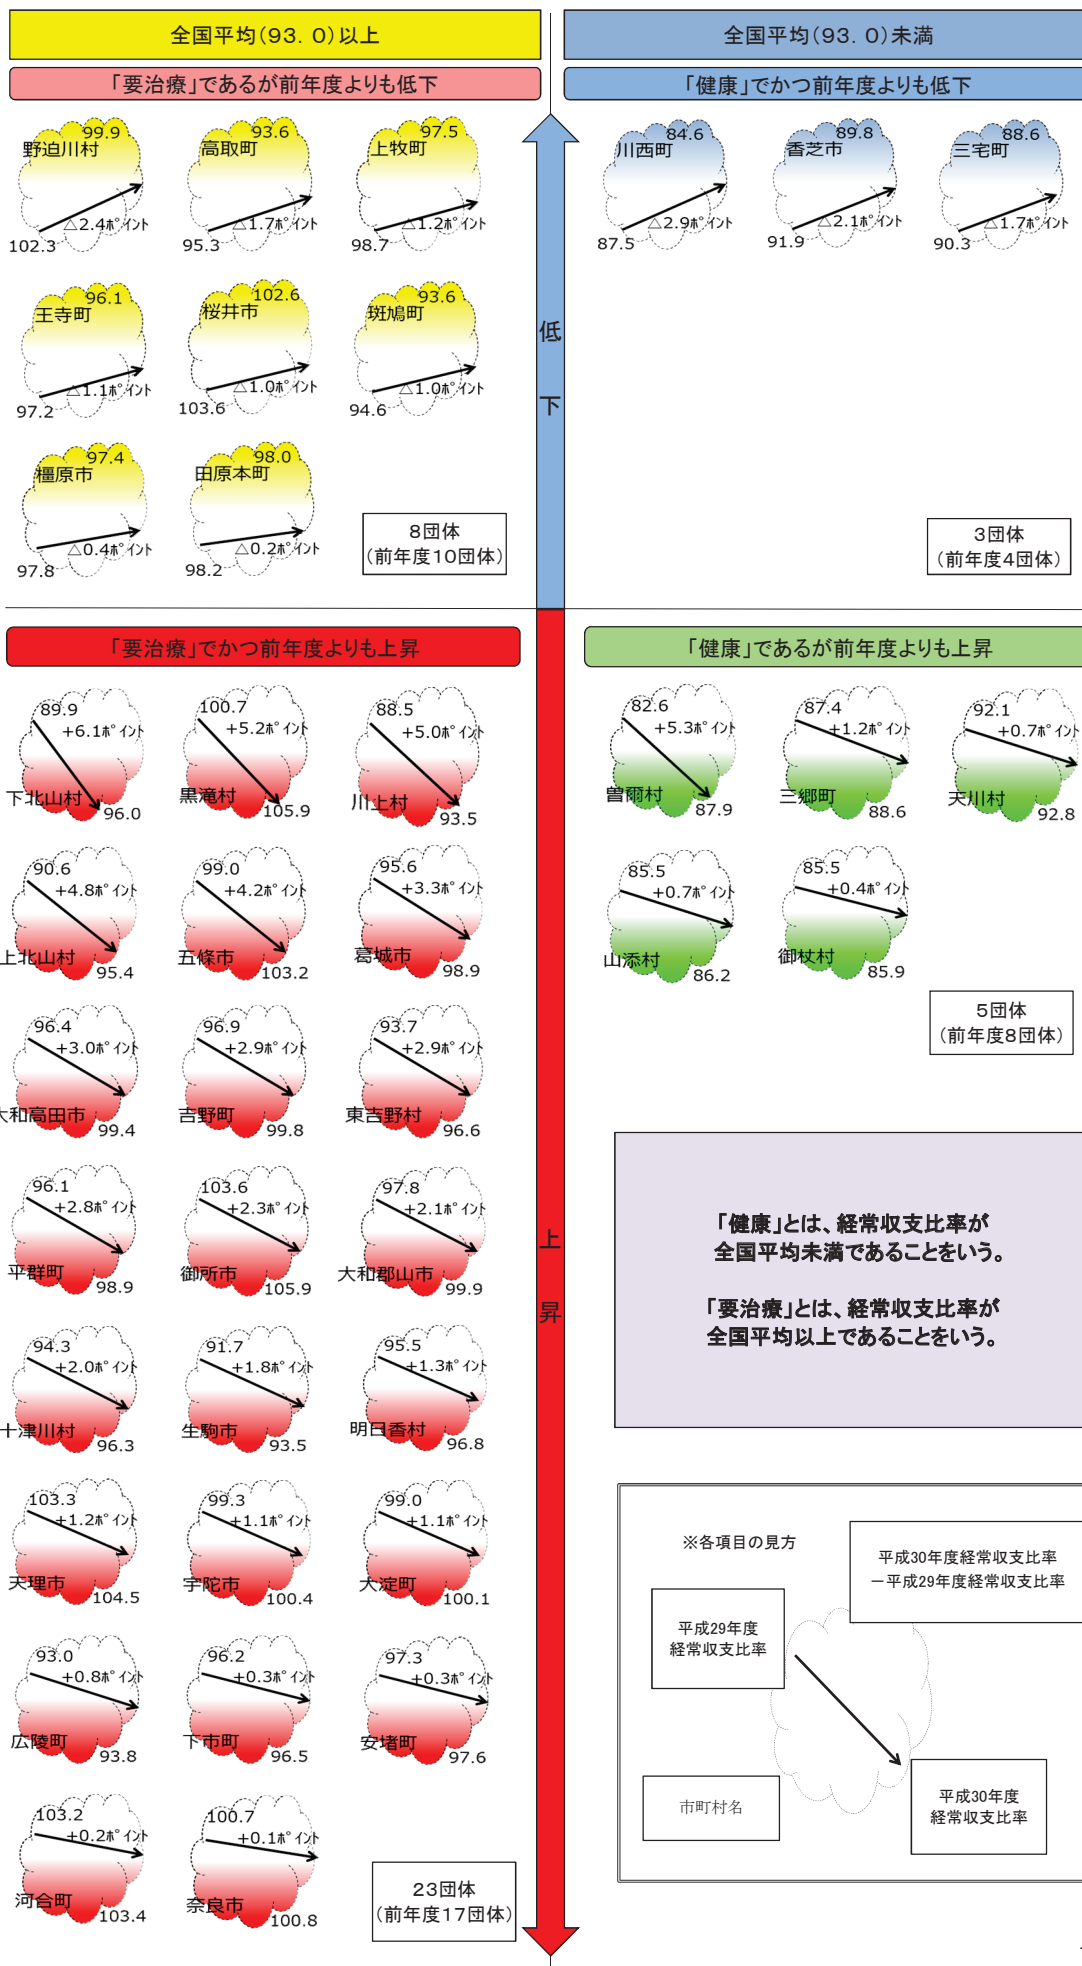 全国平均(93.0)以上
全国平均(93.0)未満
「要治療」であるが前年度よりも低下
「健康」でかつ前年度よりも低下
99.9
野迫川村
△2.4ポイント
102.3
93.6
高取町
△1.7ポイント
95.3
97.5
上牧町
△1.2ポイント
98.7
84.6
川西町
△2.9ポイント
87.5
89.8
香芝市
△2.1ポイント
91.9
88.6
三宅町
△1.7ポイント
90.3
96.1
王寺町
△1.1ポイント
97.2
102.6
桜井市
△1.0ポイント
103.6
93.6
斑鳩町
△1.0ポイント
94.6
低
下
97.4
橿原市
△0.4ポイント
97.8
98.0
田原本町
△0.2ポイント
98.2
8団体
(前年度10団体)
3団体
(前年度4団体)
「要治療」でかつ前年度よりも上昇
「健康」であるが前年度よりも上昇
89.9
+6.1ポイント
下北山村
96.0
100.7
+5.2ポイント
黒滝村
105.9
88.5
+5.0ポイント
川上村
93.5
82.6
+5.3ポイント
曽爾村
87.9
87.4
+1.2ポイント
三郷町
88.6
92.1
+0.7ポイント
天川村
92.8
90.6
+4.8ポイント
上北山村
95.4
99.0
+4.2ポイント
五條市
103.2
95.6
+3.3ポイント
葛城市
98.9
85.5
+0.7ポイント
山添村
86.2
85.5
+0.4ポイント
御杖村
85.9
5団体
(前年度8団体)
96.4
+3.0ポイント
大和高田市
99.4
96.9
+2.9ポイント
吉野町
99.8
93.7
+2.9ポイント
東吉野村
96.6
96.1
+2.8ポイント
平群町
98.9
103.6
+2.3ポイント
御所市
105.9
97.8
+2.1ポイント
大和郡山市
99.9
上
昇
「健康」とは、経常収支比率が
全国平均未満であることをいう。
「要治療」とは、経常収支比率が
全国平均以上であることをいう。
94.3
+2.0ポイント
十津川村
96.3
91.7
+1.8ポイント
生駒市
93.5
95.5
+1.3ポイント
明日香村
96.8
103.3
+1.2ポイント
天理市
104.5
99.3
+1.1ポイント
宇陀市
100.4
99.0
+1.1ポイント
大淀町
100.1
93.0
+0.8ポイント
広陵町
93.8
96.2
+0.3ポイント
下市町
96.5
97.3
+0.3ポイント
安堵町
97.6
103.2
+0.2ポイント
河合町
103.4
100.7
+0.1ポイント
奈良市
100.8
23団体
(前年度17団体)
※各項目の見方
平成30年度経常収支比率
－平成29年度経常収支比率
平成29年度
経常収支比率
市町村名
平成30年度
経常収支比率